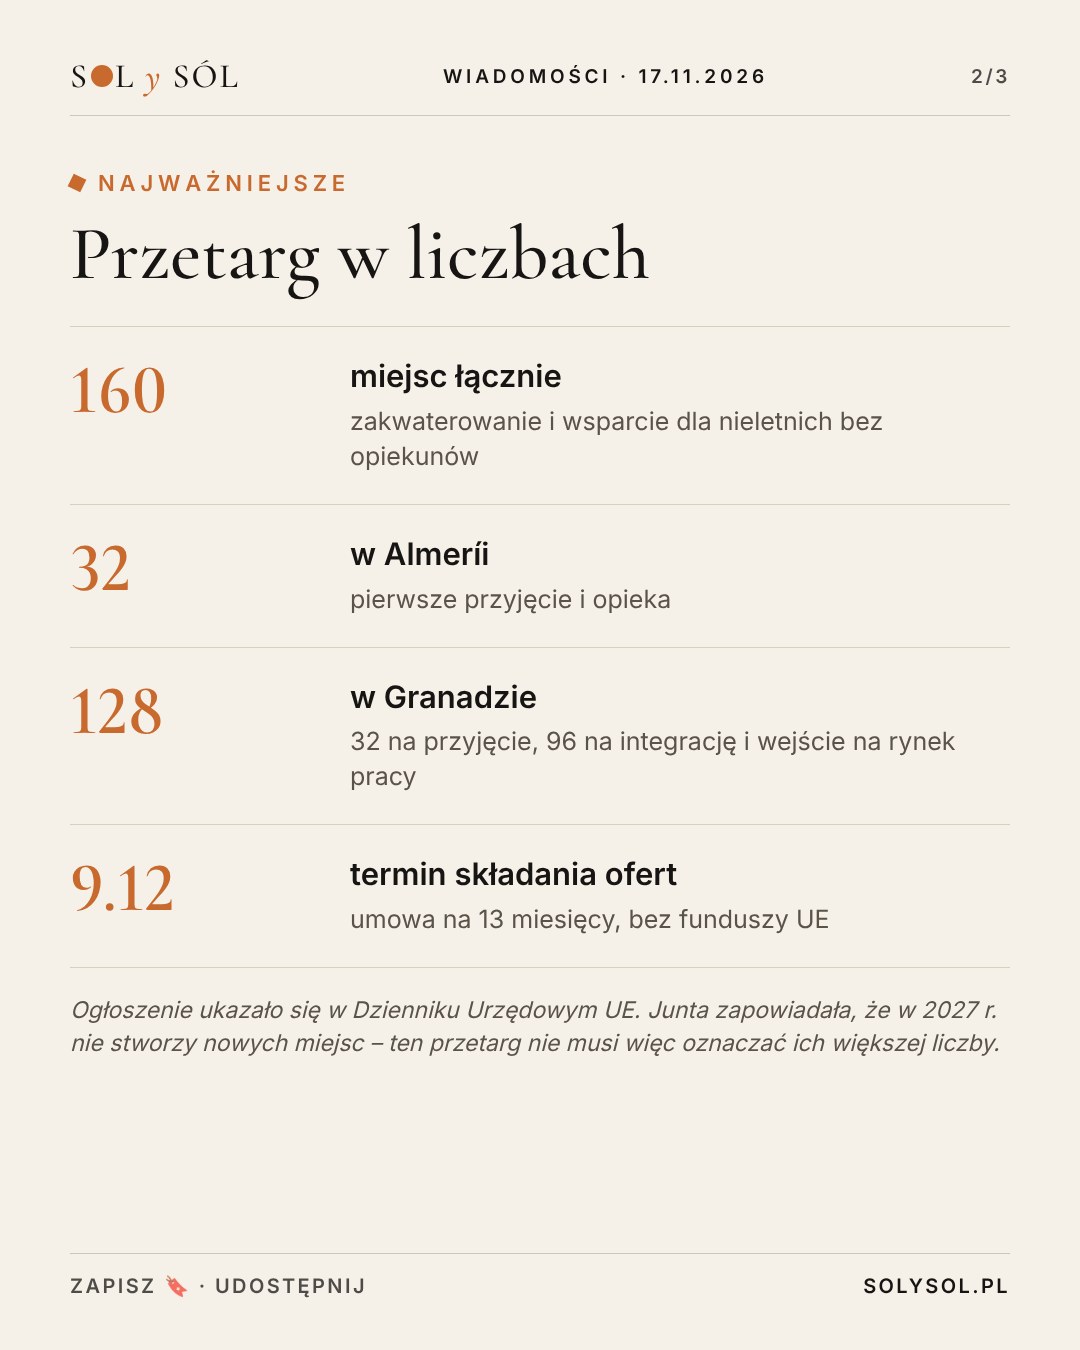 SOL y SÓL
WIADOMOŚCI · 17.11.2026
2/3
NAJWAŻNIEJSZE
Przetarg w liczbach
160
miejsc łącznie
zakwaterowanie i wsparcie dla nieletnich bez
opiekunów
32
w Almeríi
pierwsze przyjęcie i opieka
128
w Granadzie
32 na przyjęcie, 96 na integrację i wejście na rynek
pracy
9.12
termin składania ofert
umowa na 13 miesięcy, bez funduszy UE
Ogłoszenie ukazało się w Dzienniku Urzędowym UE. Junta zapowiadała, że w 2027 r.
nie stworzy nowych miejsc – ten przetarg nie musi więc oznaczać ich większej liczby.
ZAPISZ 🔖 · UDOSTĘPNIJ
SOLYSOL.PL